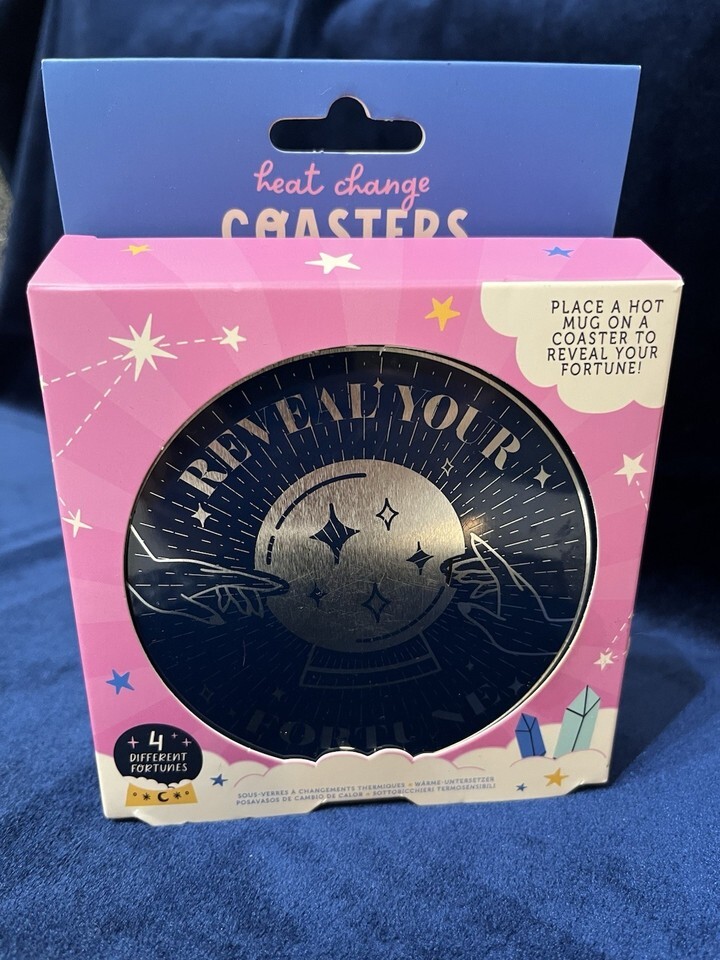 heat change
COASTERS
PLACE A HOT
MUG ON A
COASTER TO
REVEAL YOUR
FORTUNE!
REVEAL YOUR
FORTUNE
4
DIFFERENT
FORTUNES
SOUS-VERRES À CHANGEMENTS THERMIQUES • WÄRME-UNTERSETZER
POSAVASOS DE CAMBIO DE CALOR • SOTTOBICCHIERI TERMOSENSIBILI